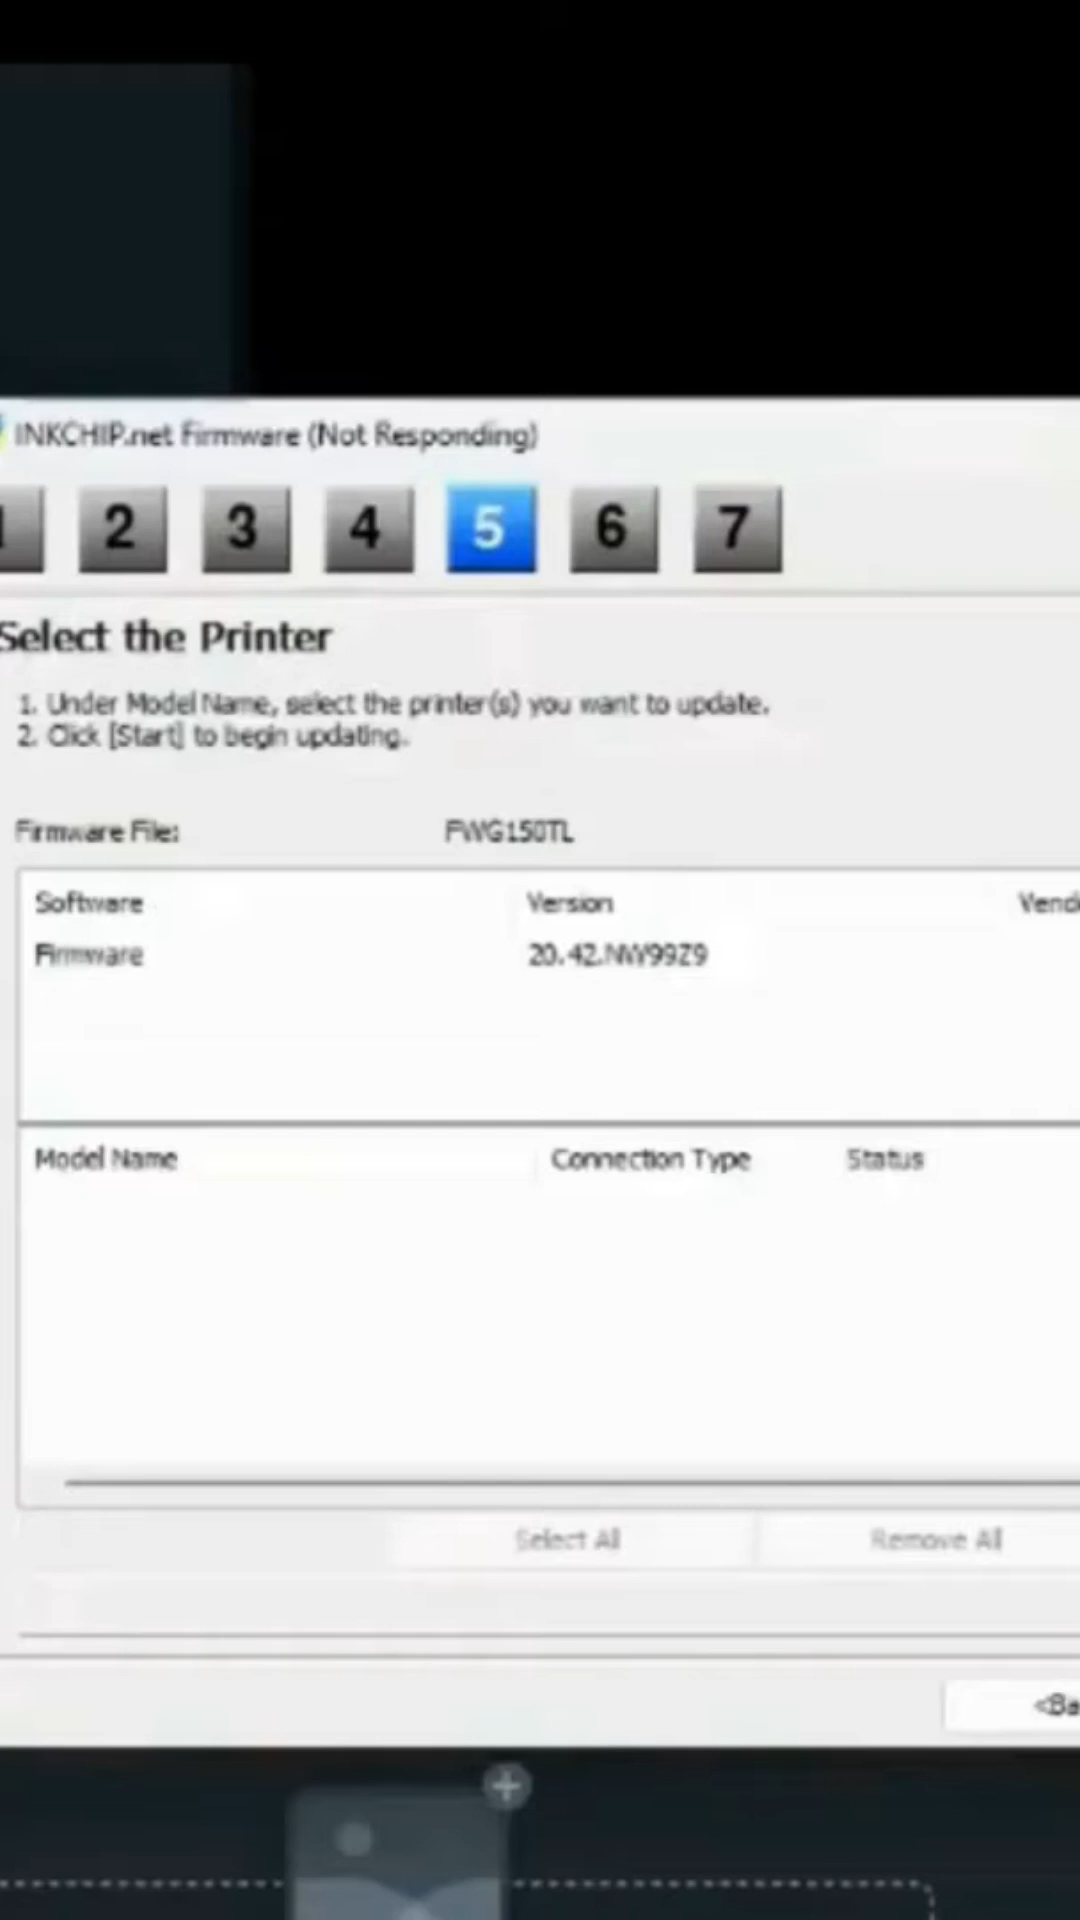 INKCHIP.net Firmware (Not Responding)
2 3 4 5 6 7
Select the Printer
1. Under Model Name, select the printer(s) you want to update.
2. Click [Start] to begin updating.
Firmware File: FWG150TL
Software Version
Firmware 20.42.NW99Z9
Model Name Connection Type Status
Select All Remove All